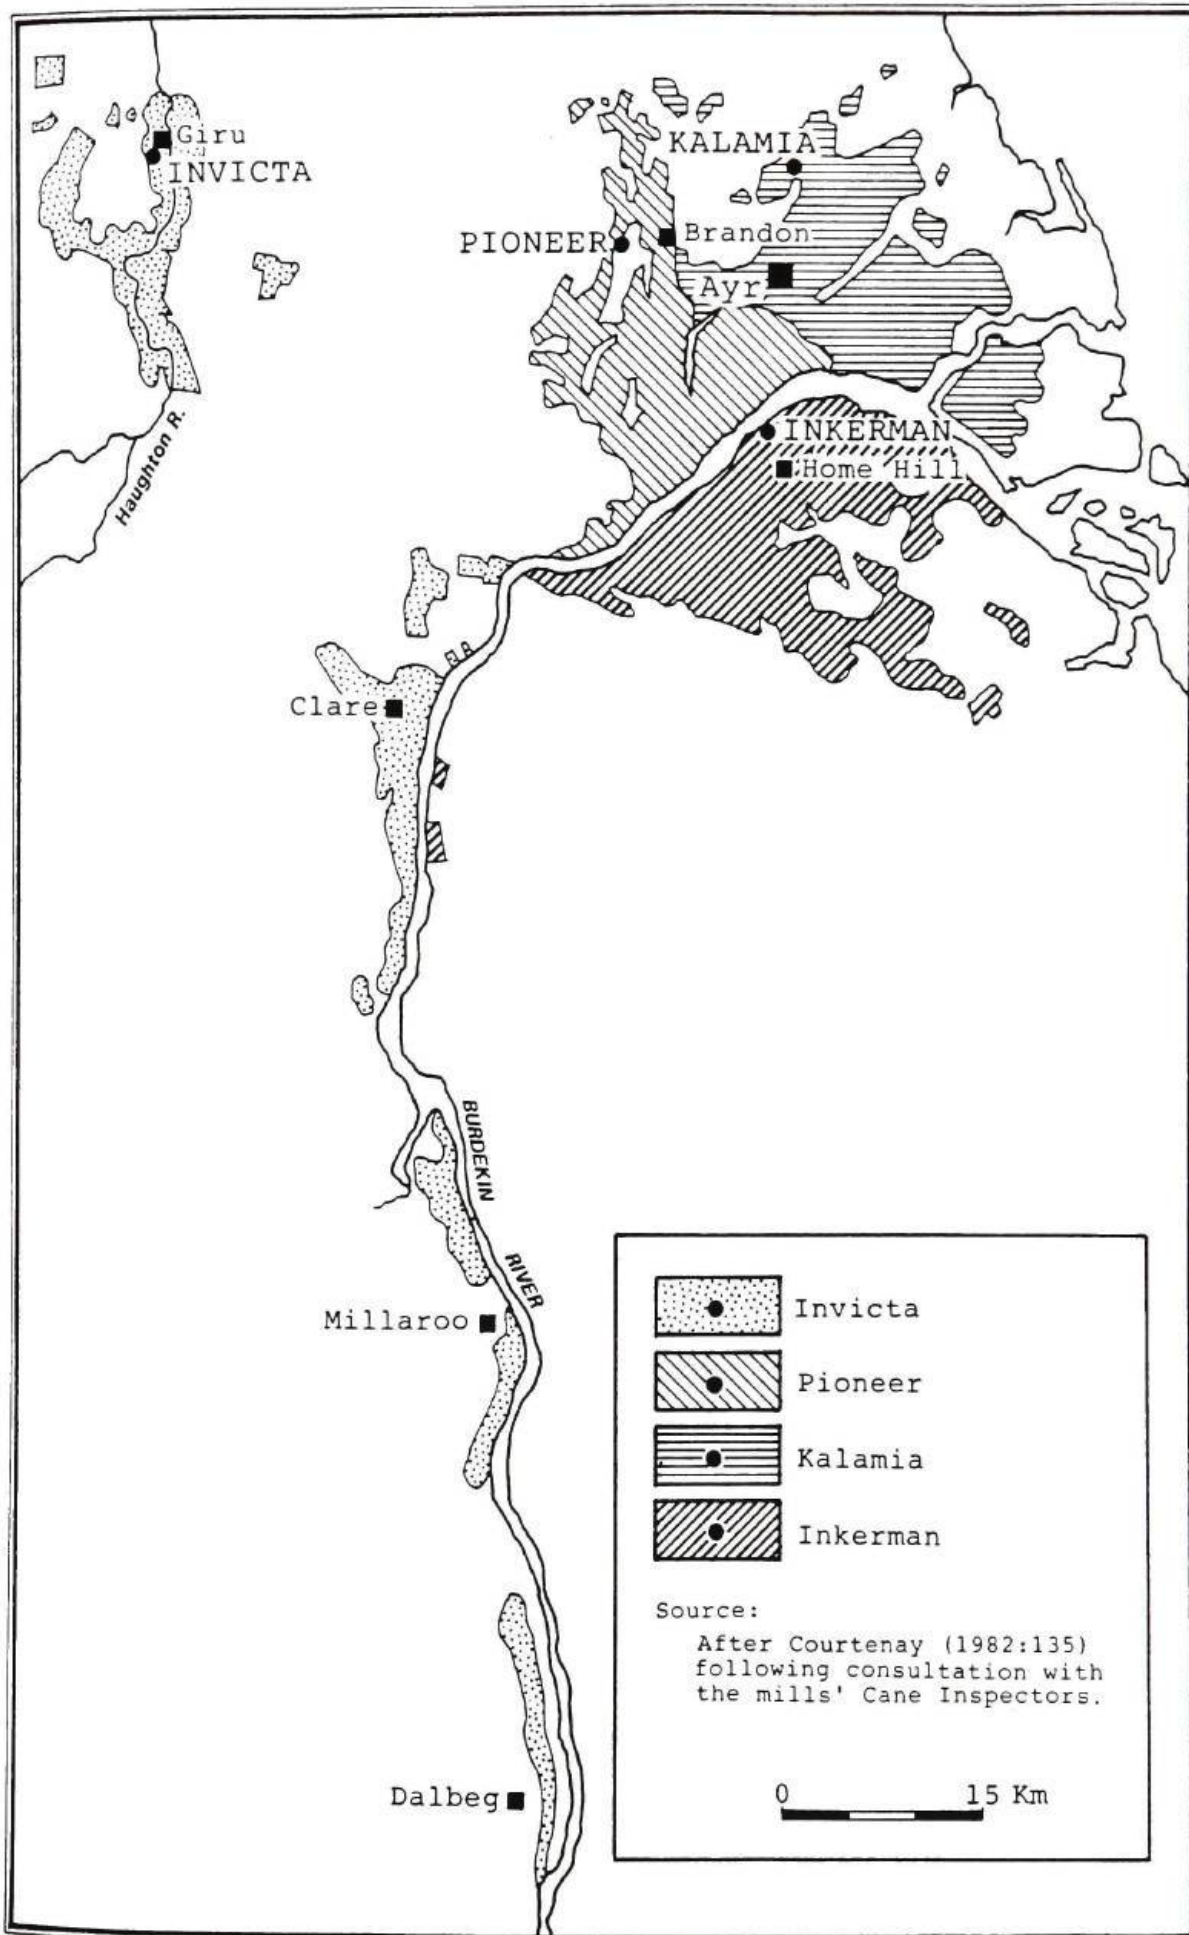 Giru
INVICTA
KALAMIA
PIONEER
Brandon
Ayr
INKERMAN
Home Hill
Haughton R.
Clare
BURDEKIN
RIVER
Millaroo
Dalbeg
Invicta
Pioneer
Kalamia
Inkerman
Source:
After Courtenay (1982:135)
following consultation with
the mills' Cane Inspectors.
0 15 Km